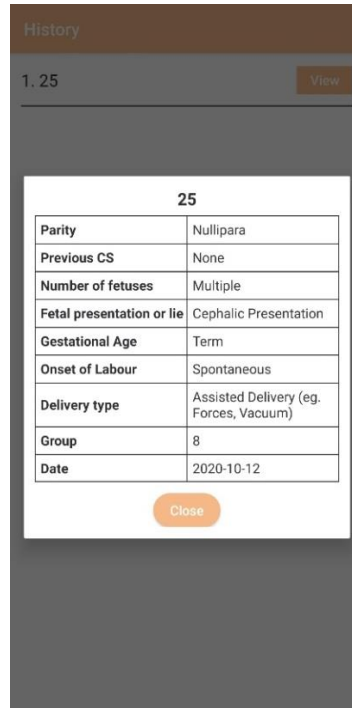 History
1. 25 View
25
Parity Nullipara
Previous CS None
Number of fetuses Multiple
Fetal presentation or lie Cephalic Presentation
Gestational Age Term
Onset of Labour Spontaneous
Delivery type Assisted Delivery (eg.
Forces, Vacuum)
Group 8
Date 2020-10-12
Close